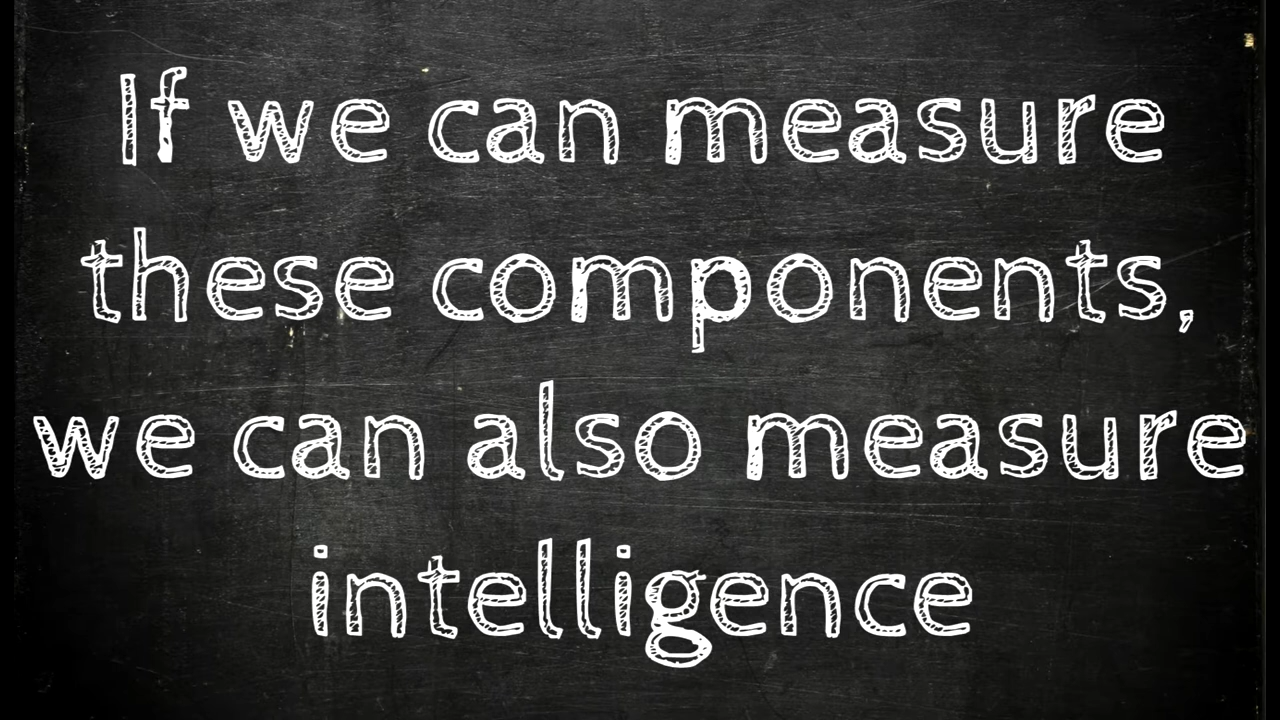 If we can measure
these components,
we can also measure
intelligence